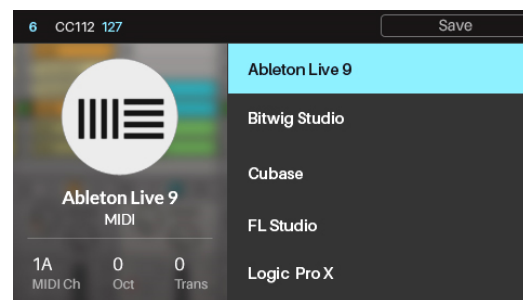 6 CC112 127 Save
Ableton Live 9
MIDI
1A 0 0
MIDI Ch Oct Trans
Ableton Live 9
Bitwig Studio
Cubase
FL Studio
Logic Pro X